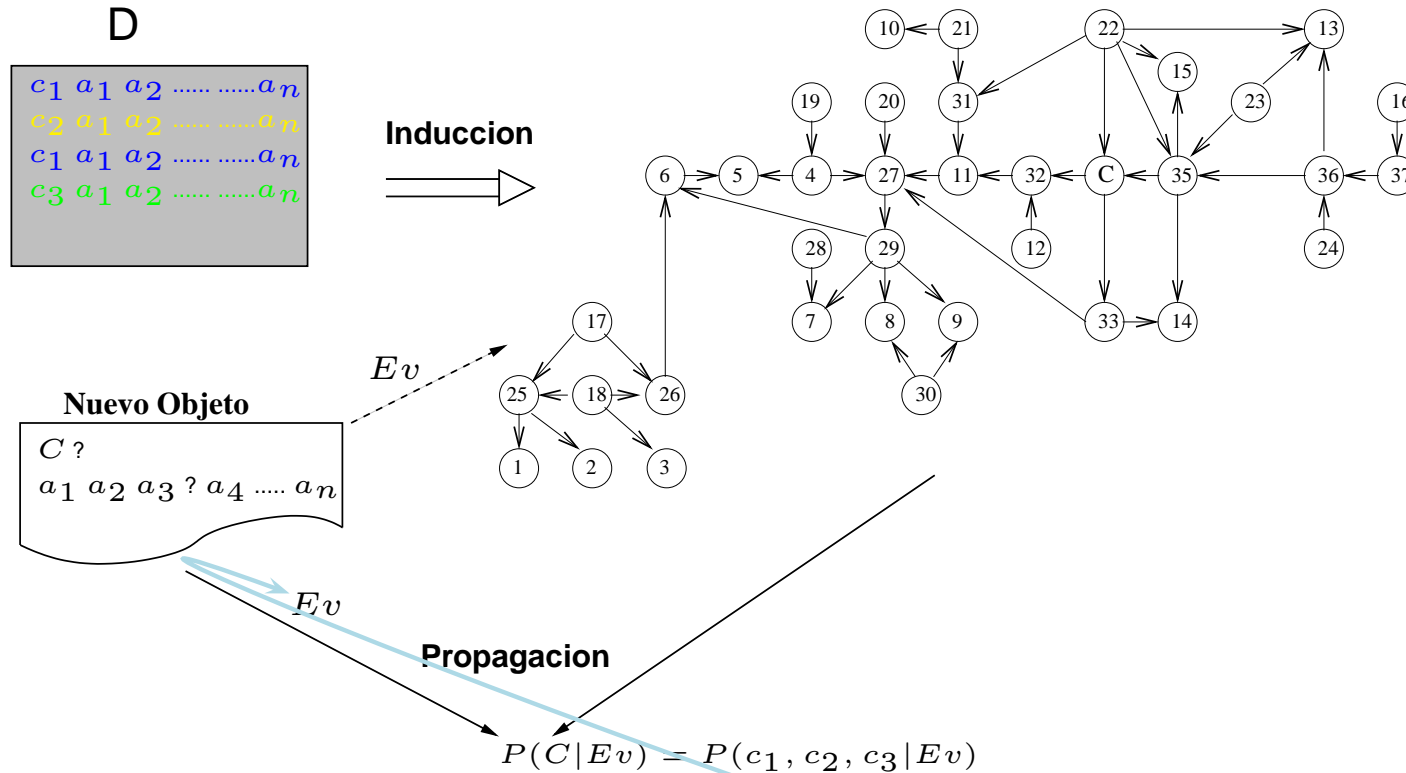 D
c1 a1 a2 ...... ......an
c2 a1 a2 ...... ......an
c1 a1 a2 ...... ......an
c3 a1 a2 ...... ......an
Induccion
10 21 22 13
15
19 20 31 23 16
6 5 4 27 11 32 C 35 36 37
28 29 12 24
7 8 9 33 14
17
25 18 26 30
1 2 3
Ev
Nuevo Objeto
C ?
a1 a2 a3 ? a4 ..... an
Ev
Propagacion
P(C|Ev) = P(c1, c2, c3|Ev)